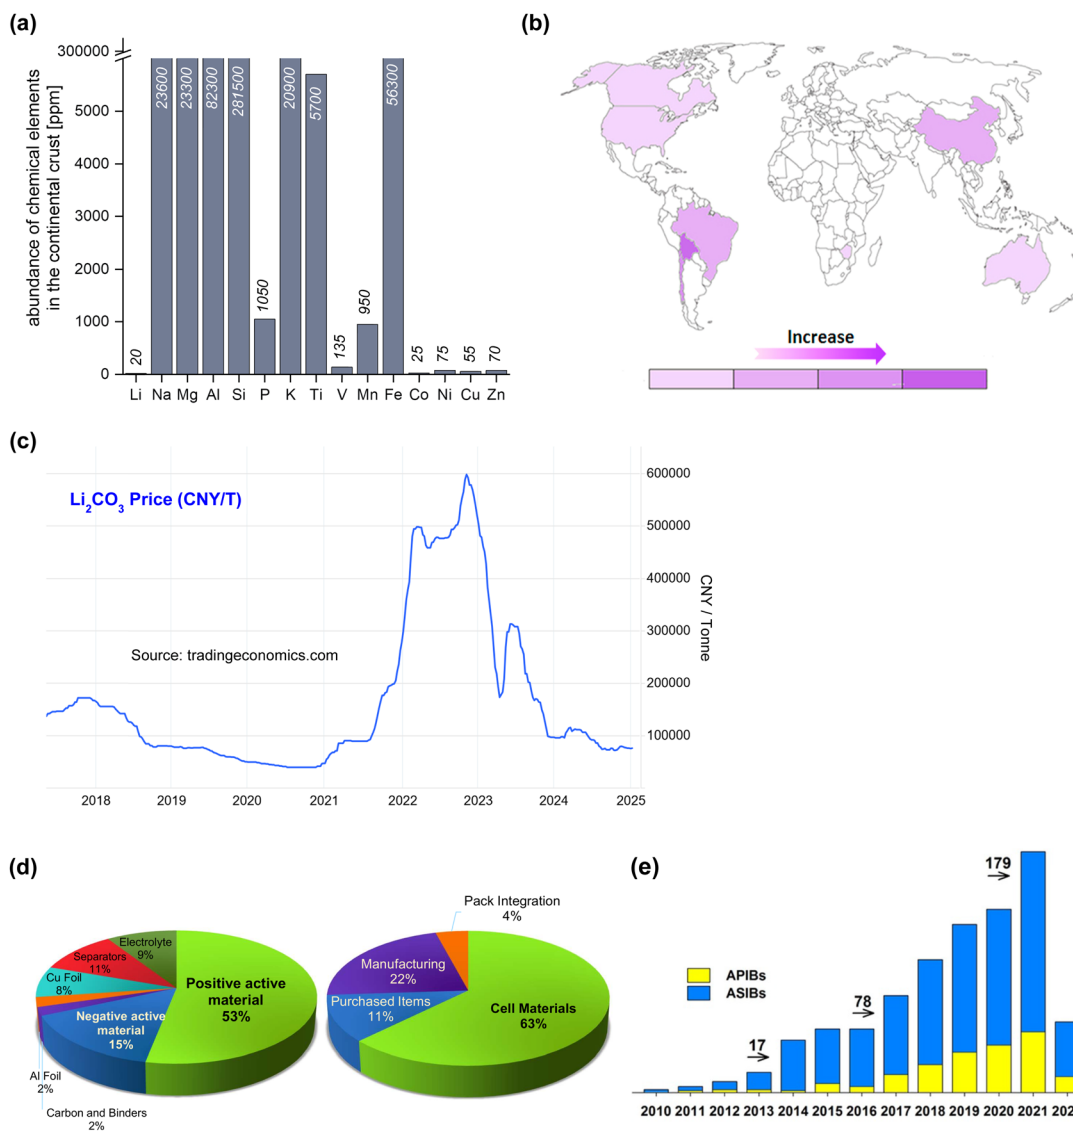 (a)
300000
5000
4000
3000
2000
1000
0
abundance of chemical elements
in the continental crust [ppm]
20
23600
23300
82300
281500
1050
20900
5700
135
950
56300
25
75
55
70
Li Na Mg Al Si P K Ti V Mn Fe Co Ni Cu Zn
(b)
Increase
(c)
Li2CO3 Price (CNY/T)
Source: tradingeconomics.com
600000
500000
400000
300000
200000
100000
CNY / Tonne
2018 2019 2020 2021 2022 2023 2024 2025
(d)
Electrolyte
9%
Separators
11%
Cu Foil
8%
Positive active
material
53%
Negative active
material
15%
Al Foil
2%
Carbon and Binders
2%
Pack Integration
4%
Manufacturing
22%
Purchased Items
11%
Cell Materials
63%
(e)
179
78
17
APIBs
ASIBs
2010 2011 2012 2013 2014 2015 2016 2017 2018 2019 2020 2021